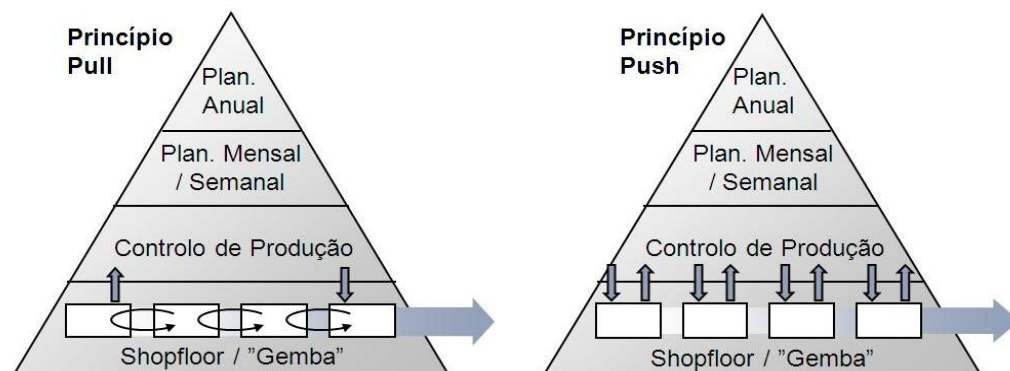 Princípio
Pull
Plan.
Anual
Plan. Mensal
/ Semanal
Controlo de Produção
Shopfloor / ”Gemba”
Princípio
Push
Plan.
Anual
Plan. Mensal
/ Semanal
Controlo de Produção
Shopfloor / ”Gemba”